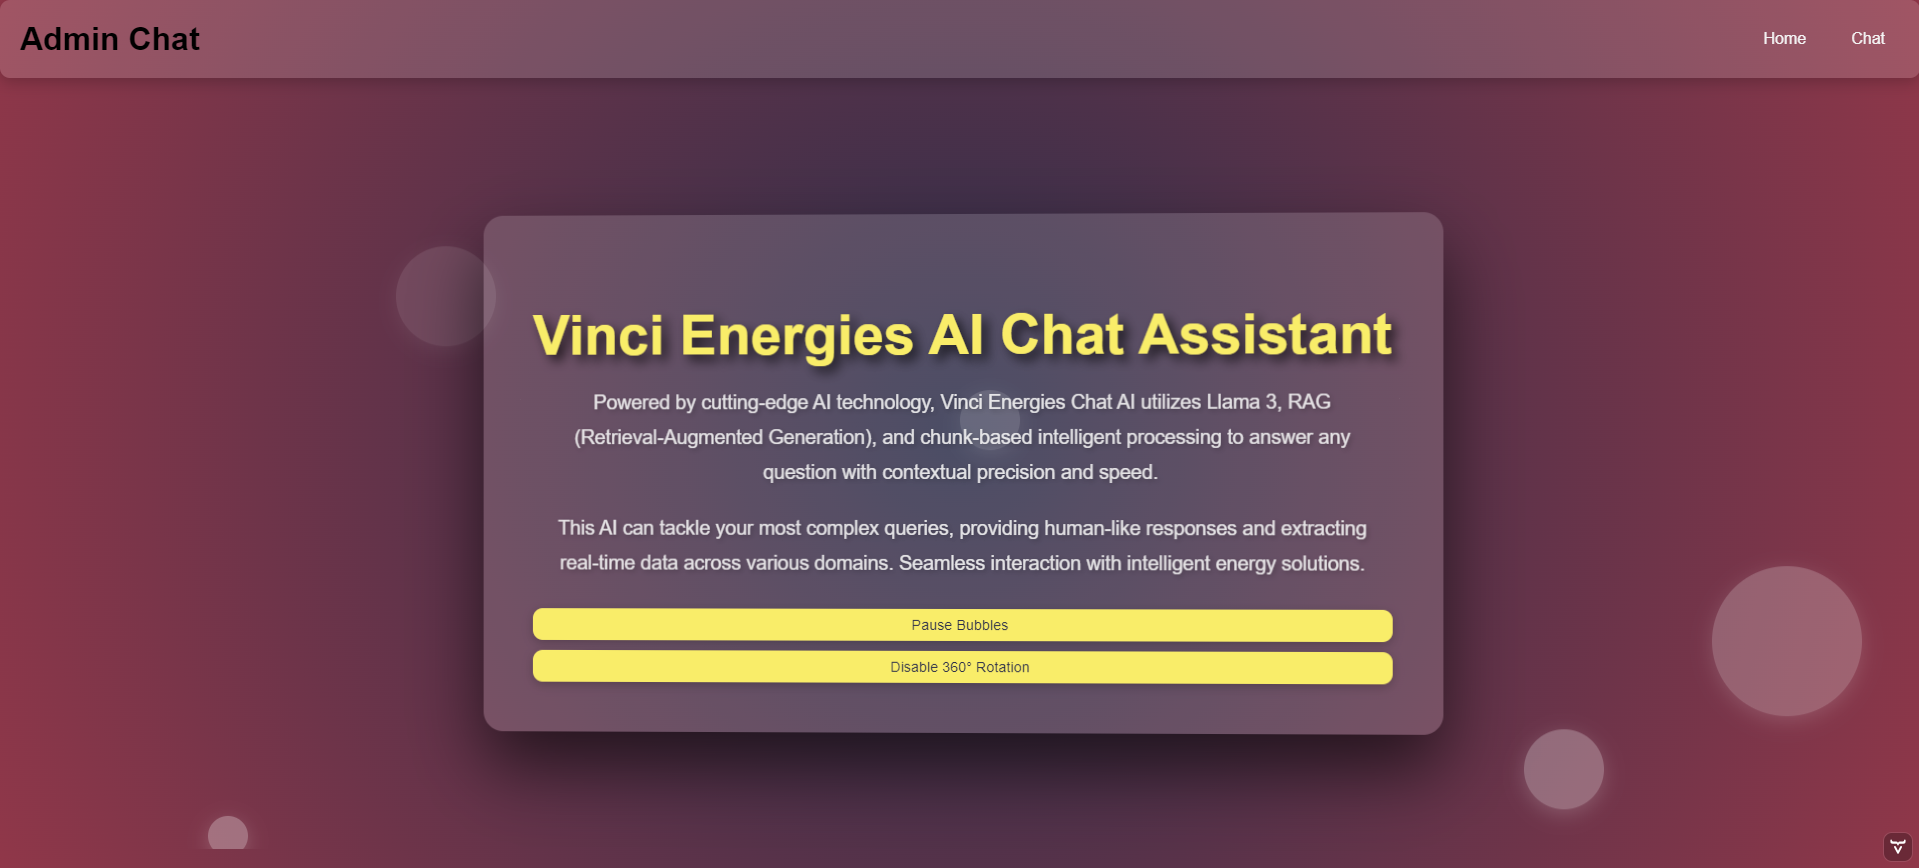 Admin Chat
Home
Chat
Vinci Energies AI Chat Assistant
Powered by cutting-edge AI technology, Vinci Energies Chat AI utilizes Llama 3, RAG
(Retrieval-Augmented Generation), and chunk-based intelligent processing to answer any
question with contextual precision and speed.
This AI can tackle your most complex queries, providing human-like responses and extracting
real-time data across various domains. Seamless interaction with intelligent energy solutions.
Pause Bubbles
Disable 360° Rotation